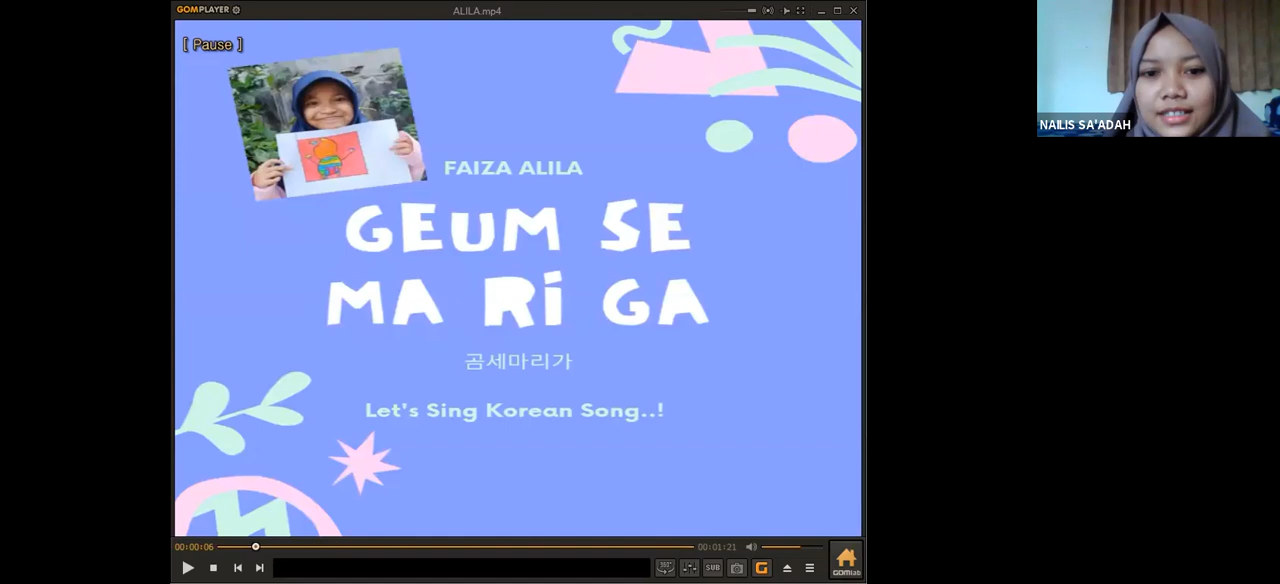 GOMPLAYER
ALILA.mp4
[ Pause ]
NAILIS SA'ADAH
FAIZA ALILA
GEUM SE
MA Ri GA
곰세마리가
Let's Sing Korean Song..!
00:00:06
00:01:21
360°
SUB
G
GOMlab